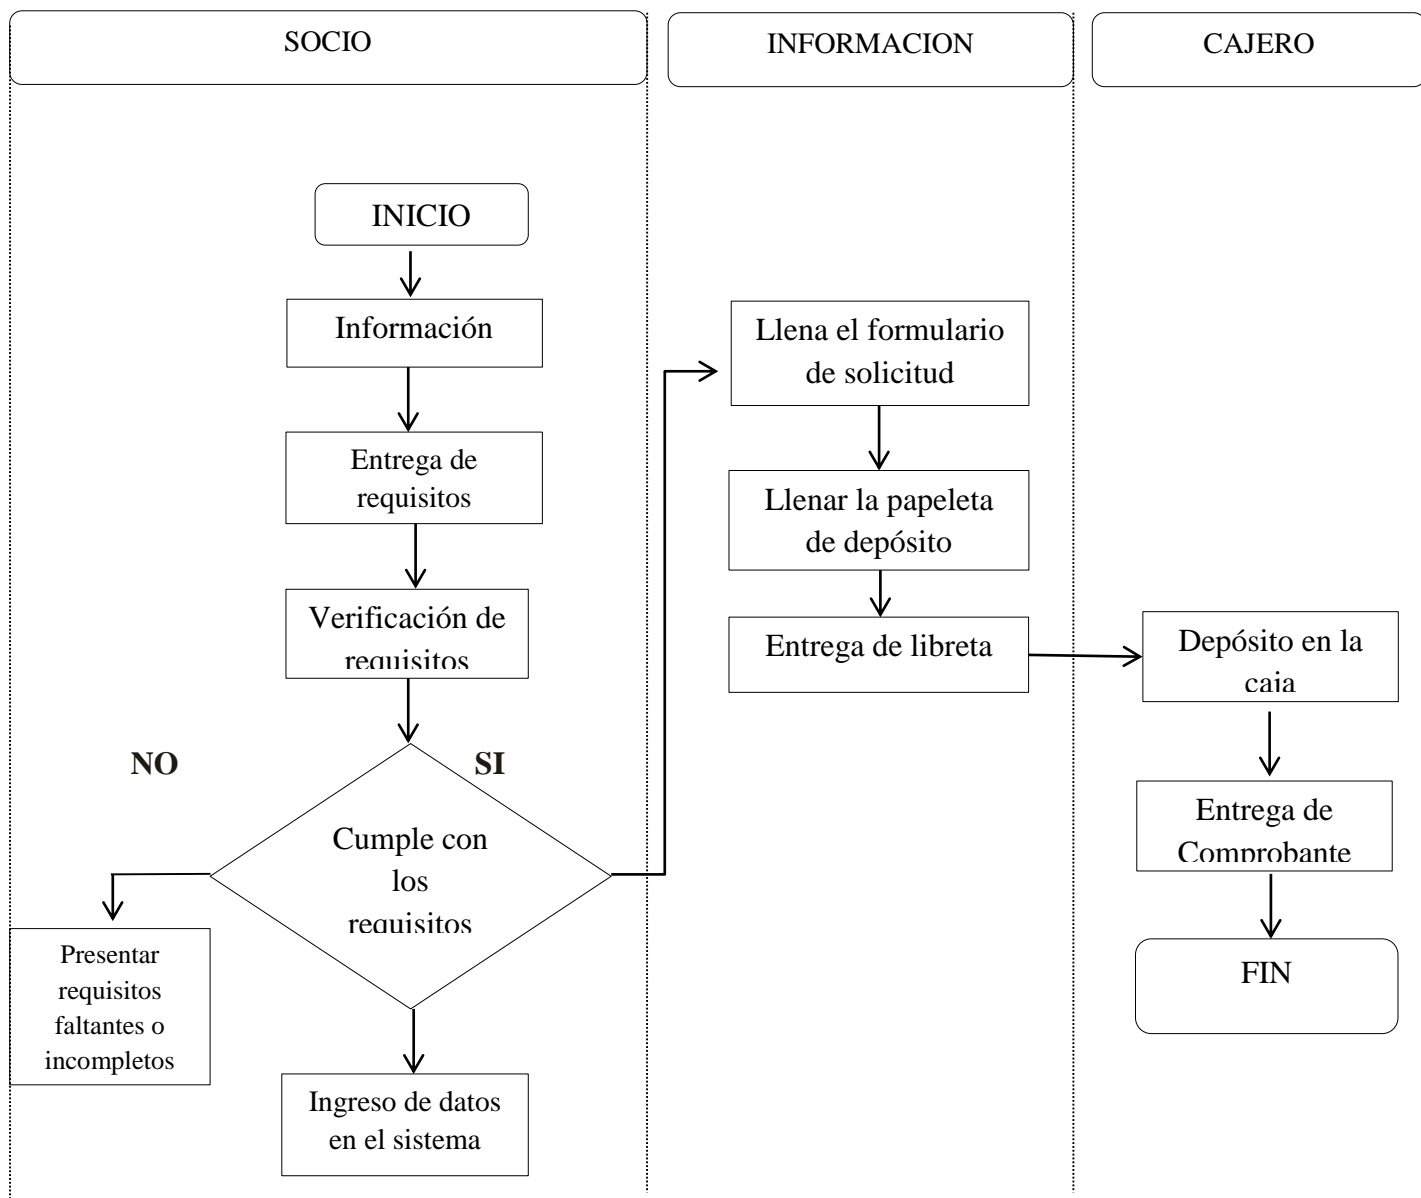 SOCIO
INFORMACION
CAJERO
INICIO
Información
Entrega de
requisitos
Verificación de
requisitos
NO
SI
Cumple con
los
requisitos
Presentar
requisitos
faltantes o
incompletos
Ingreso de datos
en el sistema
Llena el formulario
de solicitud
Llenar la papeleta
de depósito
Entrega de libreta
Depósito en la
caja
Entrega de
Comprobante
FIN